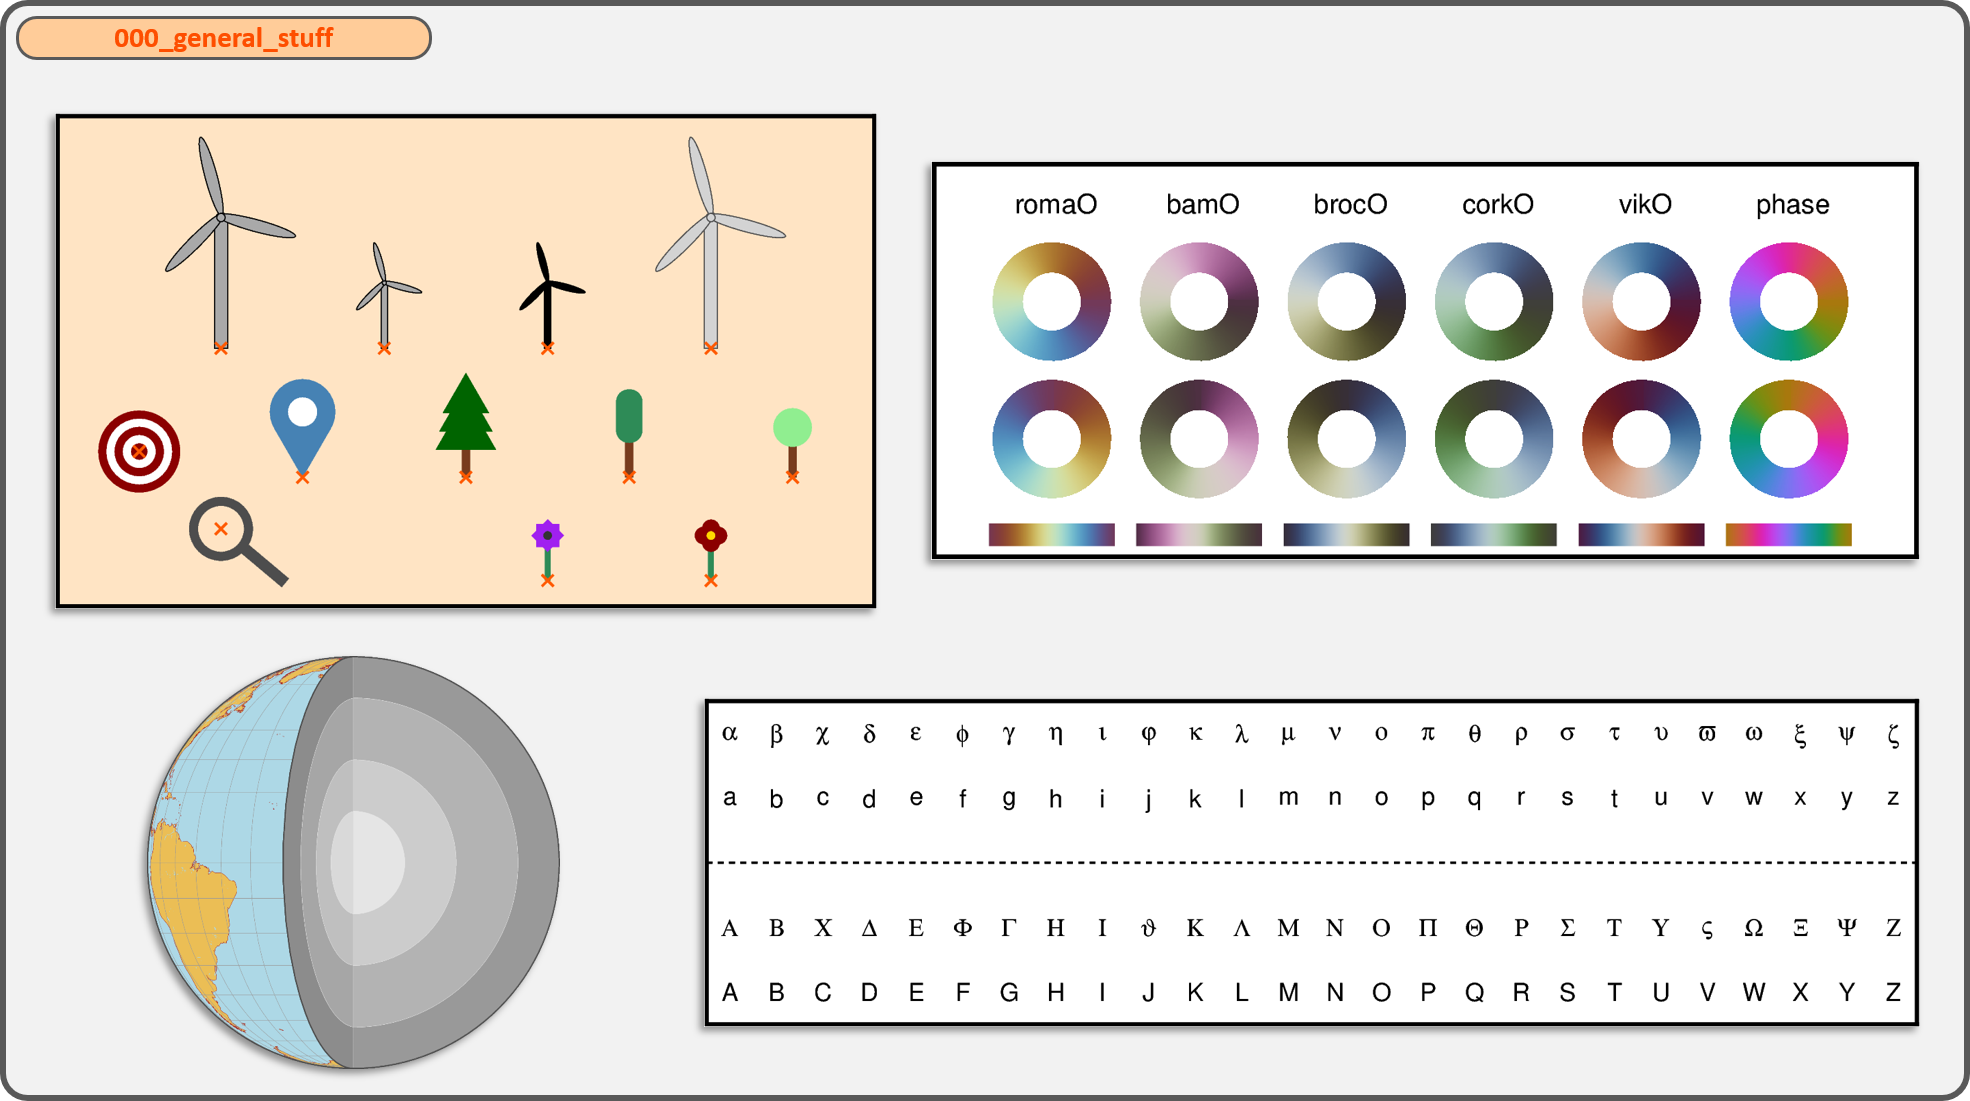 000_general_stuff
romaO bamO brocO corkO vikO phase
α β χ δ ε ϕ γ η ι φ κ λ μ ν ο π θ ρ σ τ υ ϖ ω ξ ψ ζ
a b c d e f g h i j k l m n o p q r s t u v w x y z
Α Β Χ Δ Ε Φ Γ Η Ι ϑ Κ Λ Μ Ν Ο Π Θ Ρ Σ Τ Υ ς Ω Ξ Ψ Ζ
A B C D E F G H I J K L M N O P Q R S T U V W X Y Z